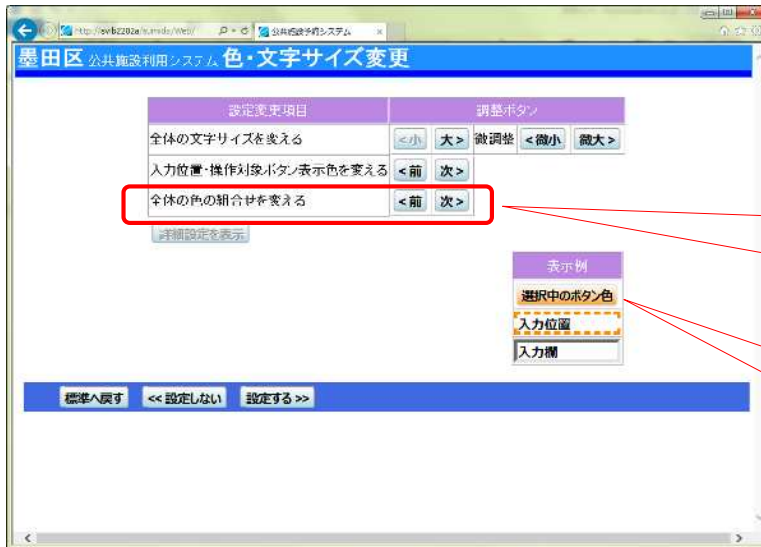 公共施設予約システム
墨田区 公共施設利用システム 色・文字サイズ変更
設定変更項目 調整ボタン
全体の文字サイズを変える <小 大> 微調整 <微小 微大>
入力位置・操作対象ボタン表示色を変える <前 次>
全体の色の組合せを変える <前 次>
詳細設定を表示
表示例
選択中のボタン色
入力位置
入力欄
標準へ戻す << 設定しない 設定する >>